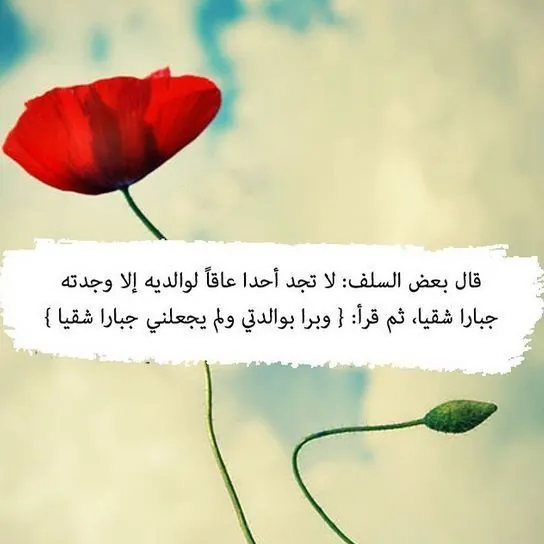 قال بعض السلف: لا تجد أحدا عاقاً لوالديه إلا وجدته
جبارا شقيا، ثم قرأ: { وبرا بوالدتي ولم يجعلني جبارا شقيا }